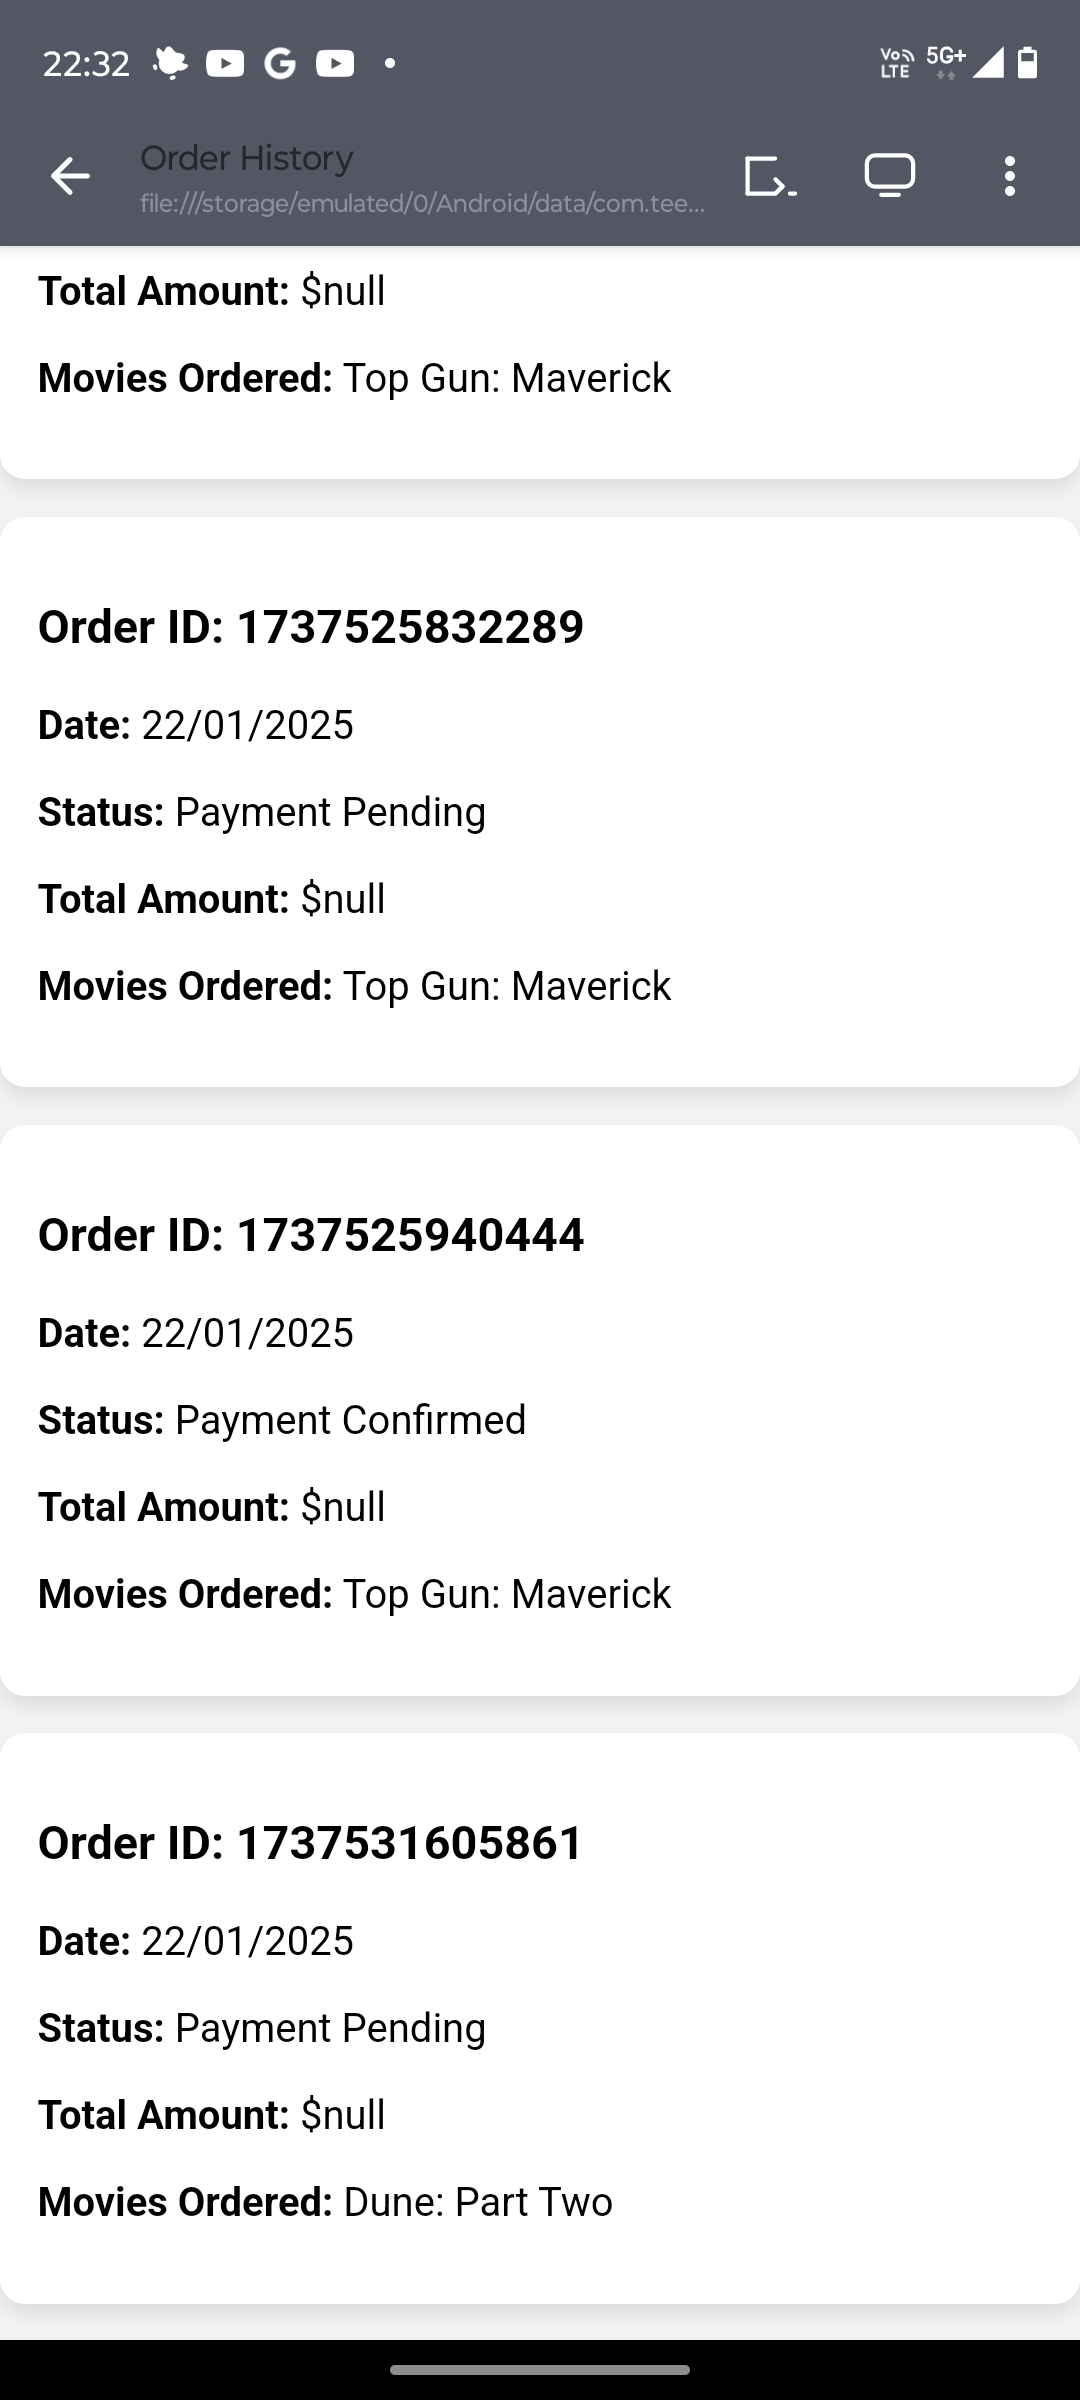 22:32
Vo LTE 5G+
Order History
file:///storage/emulated/0/Android/data/com.tee...
Total Amount: $null
Movies Ordered: Top Gun: Maverick
Order ID: 1737525832289
Date: 22/01/2025
Status: Payment Pending
Total Amount: $null
Movies Ordered: Top Gun: Maverick
Order ID: 1737525940444
Date: 22/01/2025
Status: Payment Confirmed
Total Amount: $null
Movies Ordered: Top Gun: Maverick
Order ID: 1737531605861
Date: 22/01/2025
Status: Payment Pending
Total Amount: $null
Movies Ordered: Dune: Part Two